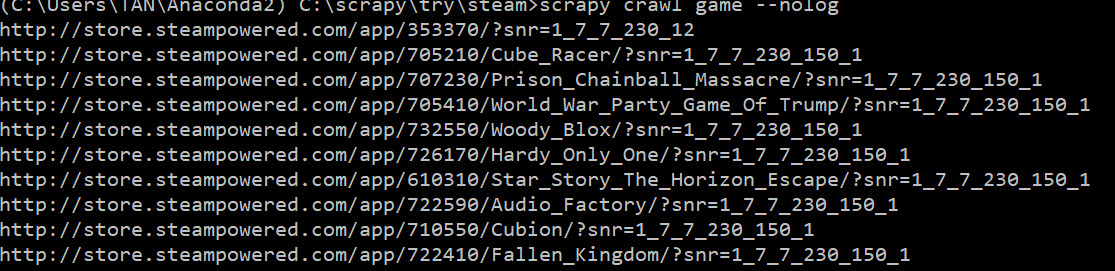 (C:\Users\TAN\Anaconda2) C:\scrapy\try\steam>scrapy crawl game --nolog
http://store.steampowered.com/app/353370/?snr=1_7_7_230_12
http://store.steampowered.com/app/705210/Cube_Racer/?snr=1_7_7_230_150_1
http://store.steampowered.com/app/707230/Prison_Chainball_Massacre/?snr=1_7_7_230_150_1
http://store.steampowered.com/app/705410/World_War_Party_Game_Of_Trump/?snr=1_7_7_230_150_1
http://store.steampowered.com/app/732550/Woody_Blox/?snr=1_7_7_230_150_1
http://store.steampowered.com/app/726170/Hardy_Only_One/?snr=1_7_7_230_150_1
http://store.steampowered.com/app/610310/Star_Story_The_Horizon_Escape/?snr=1_7_7_230_150_1
http://store.steampowered.com/app/722590/Audio_Factory/?snr=1_7_7_230_150_1
http://store.steampowered.com/app/710550/Cubion/?snr=1_7_7_230_150_1
http://store.steampowered.com/app/722410/Fallen_Kingdom/?snr=1_7_7_230_150_1